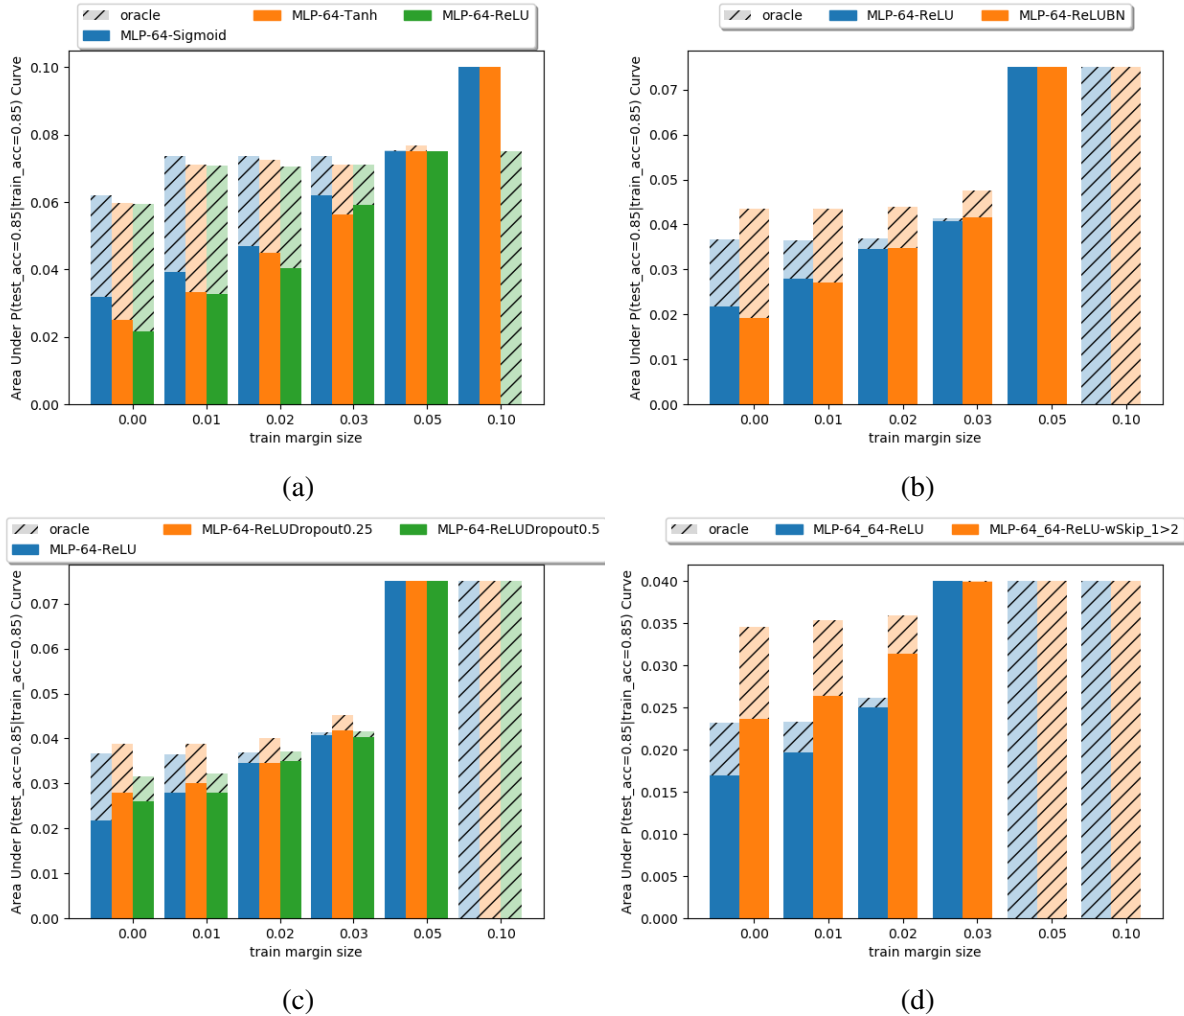 oracle MLP-64-Tanh MLP-64-ReLU
MLP-64-Sigmoid
Area Under P(test_acc=0.85|train_acc=0.85) Curve
0.10
0.08
0.06
0.04
0.02
0.00
0.00 0.01 0.02 0.03 0.05 0.10
train margin size
(a)
oracle MLP-64-ReLU MLP-64-ReLUBN
Area Under P(test_acc=0.85|train_acc=0.85) Curve
0.07
0.06
0.05
0.04
0.03
0.02
0.01
0.00
0.00 0.01 0.02 0.03 0.05 0.10
train margin size
(b)
oracle MLP-64-ReLUDropout0.25 MLP-64-ReLUDropout0.5
MLP-64-ReLU
Area Under P(test_acc=0.85|train_acc=0.85) Curve
0.07
0.06
0.05
0.04
0.03
0.02
0.01
0.00
0.00 0.01 0.02 0.03 0.05 0.10
train margin size
(c)
oracle MLP-64_64-ReLU MLP-64_64-ReLU-wSkip_1>2
Area Under P(test_acc=0.85|train_acc=0.85) Curve
0.040
0.035
0.030
0.025
0.020
0.015
0.010
0.005
0.000
0.00 0.01 0.02 0.03 0.05 0.10
train margin size
(d)